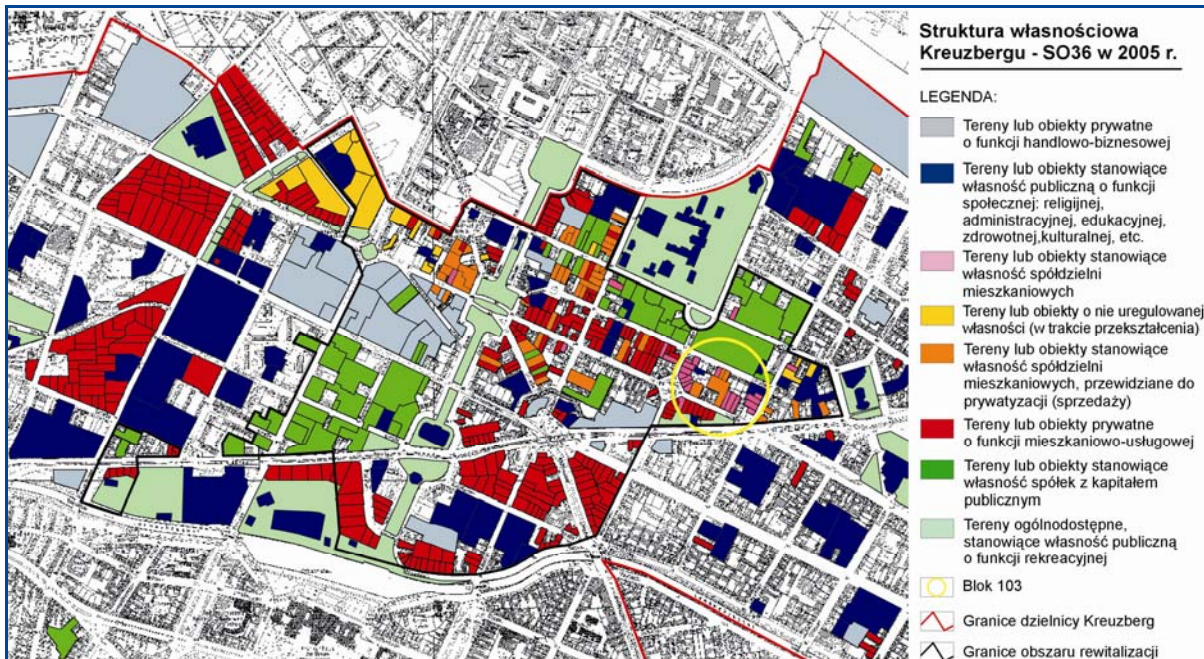 Struktura własnościowa
Kreuzbergu - SO36 w 2005 r.
LEGENDA:
Tereny lub obiekty prywatne
o funkcji handlowo-biznesowej
Tereny lub obiekty stanowiące
własność publiczną o funkcji
społecznej: religijnej,
administracyjnej, edukacyjnej,
zdrowotnej,kulturalnej, etc.
Tereny lub obiekty stanowiące
własność spółdzielni
mieszkaniowych
Tereny lub obiekty o nie uregulowanej
własności (w trakcie przekształcenia)
Tereny lub obiekty stanowiące
własność spółdzielni
mieszkaniowych, przewidziane do
prywatyzacji (sprzedaży)
Tereny lub obiekty prywatne
o funkcji mieszkaniowo-usługowej
Tereny lub obiekty stanowiące
własność spółek z kapitałem
publicznym
Tereny ogólnodostępne,
stanowiące własność publiczną
o funkcji rekreacyjnej
Blok 103
Granice dzielnicy Kreuzberg
Granice obszaru rewitalizacji